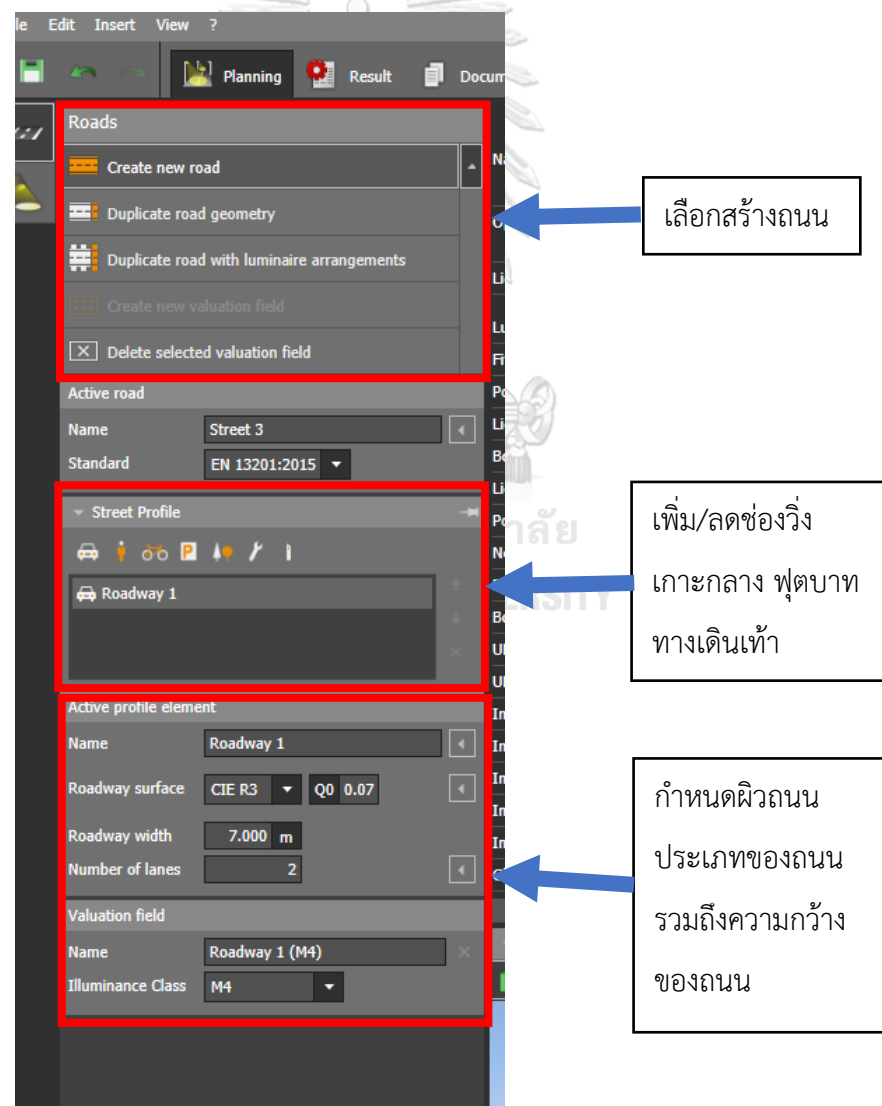 le Edit Insert View ?
Planning Result Docum
Roads
Create new road
Duplicate road geometry
Duplicate road with luminaire arrangements
Create new valuation field
Delete selected valuation field
เลือกสร้างถนน
Active road
Name Street 3
Standard EN 13201:2015
Street Profile
Roadway 1
เพิ่ม/ลดช่องวิ่ง
เกาะกลาง ฟุตบาท
ทางเดินเท้า
Active profile element
Name Roadway 1
Roadway surface CIE R3 Q0 0.07
Roadway width 7.000 m
Number of lanes 2
Valuation field
Name Roadway 1 (M4)
Illuminance Class M4
กำหนดผิวถนน
ประเภทของถนน
รวมถึงความกว้าง
ของถนน